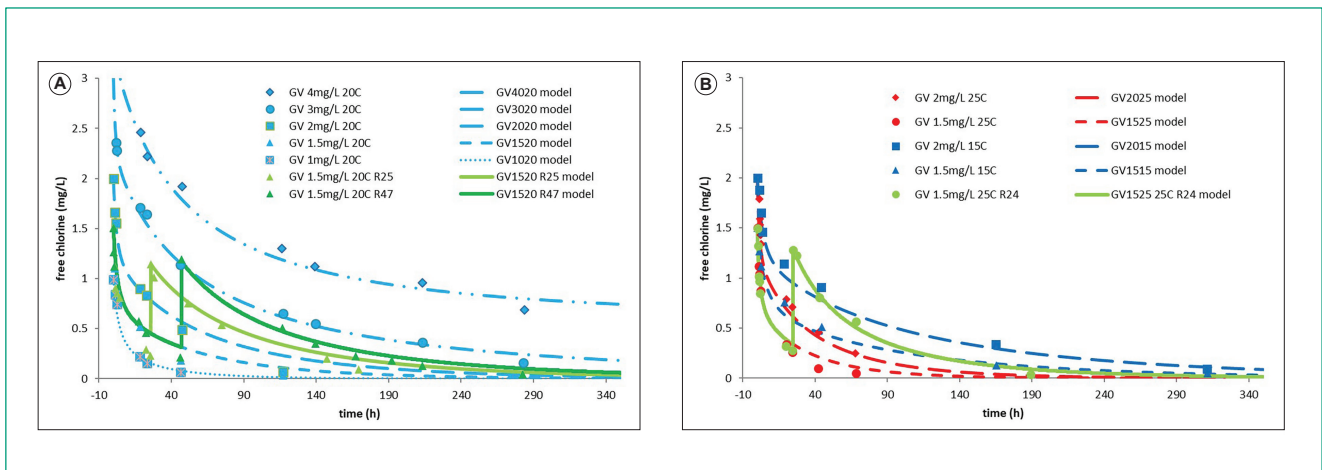 A
3
2.5
2
1.5
1
0.5
0
free chlorine (mg/L)
GV 4mg/L 20C
GV 3mg/L 20C
GV 2mg/L 20C
GV 1.5mg/L 20C
GV 1mg/L 20C
GV 1.5mg/L 20C R25
GV 1.5mg/L 20C R47
GV4020 model
GV3020 model
GV2020 model
GV1520 model
GV1020 model
GV1520 R25 model
GV1520 R47 model
-10 40 90 140 190 240 290 340
time (h)
B
3
2.5
2
1.5
1
0.5
0
free chlorine (mg/L)
GV 2mg/L 25C
GV 1.5mg/L 25C
GV 2mg/L 15C
GV 1.5mg/L 15C
GV 1.5mg/L 25C R24
GV2025 model
GV1525 model
GV2015 model
GV1515 model
GV1525 25C R24 model
-10 40 90 140 190 240 290 340
time (h)